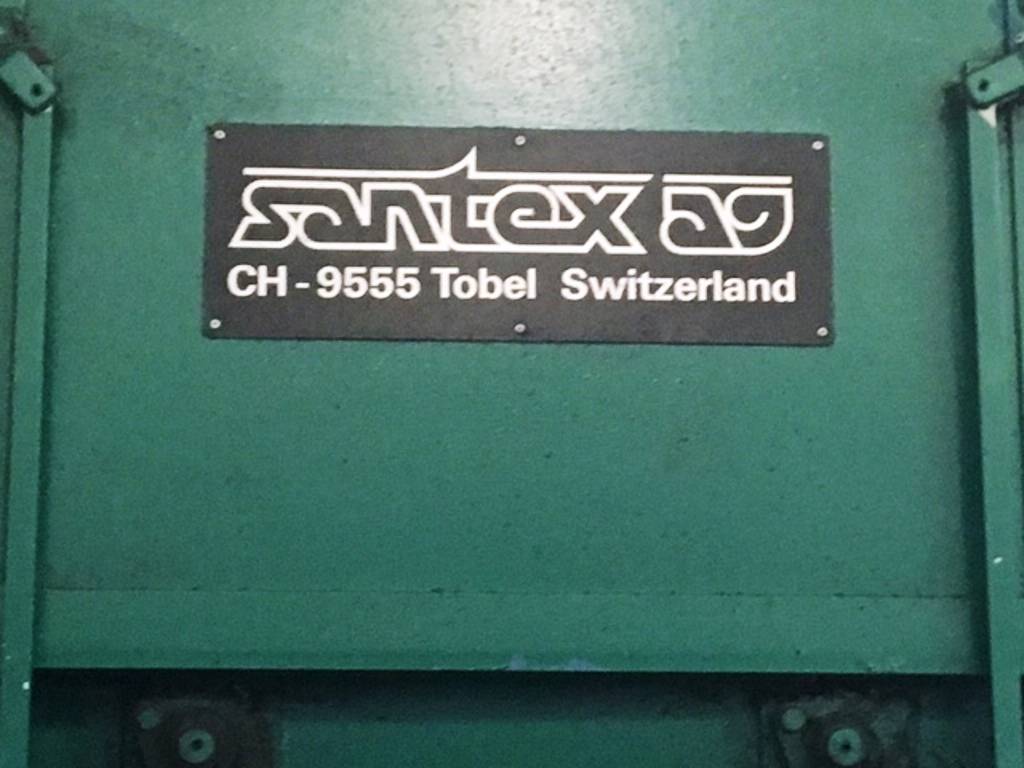 santex ag
CH - 9555 Tobel Switzerland